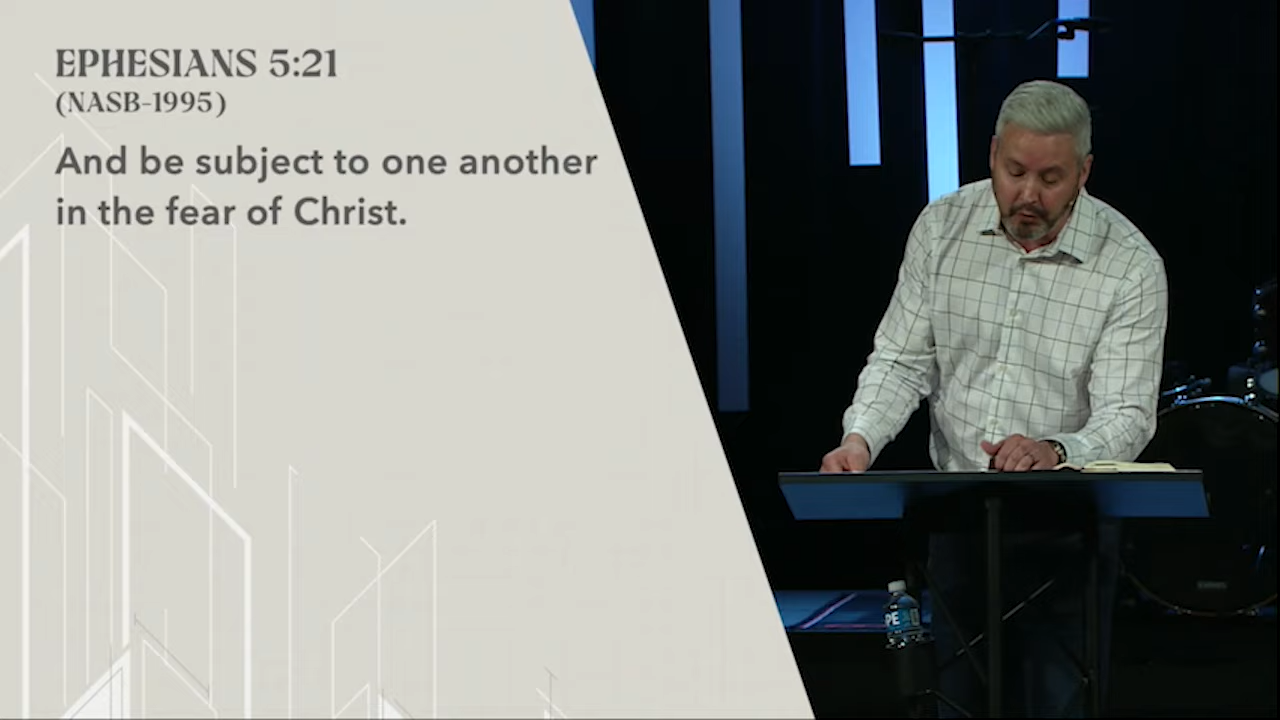 EPHESIANS 5:21
(NASB-1995)
And be subject to one another
in the fear of Christ.